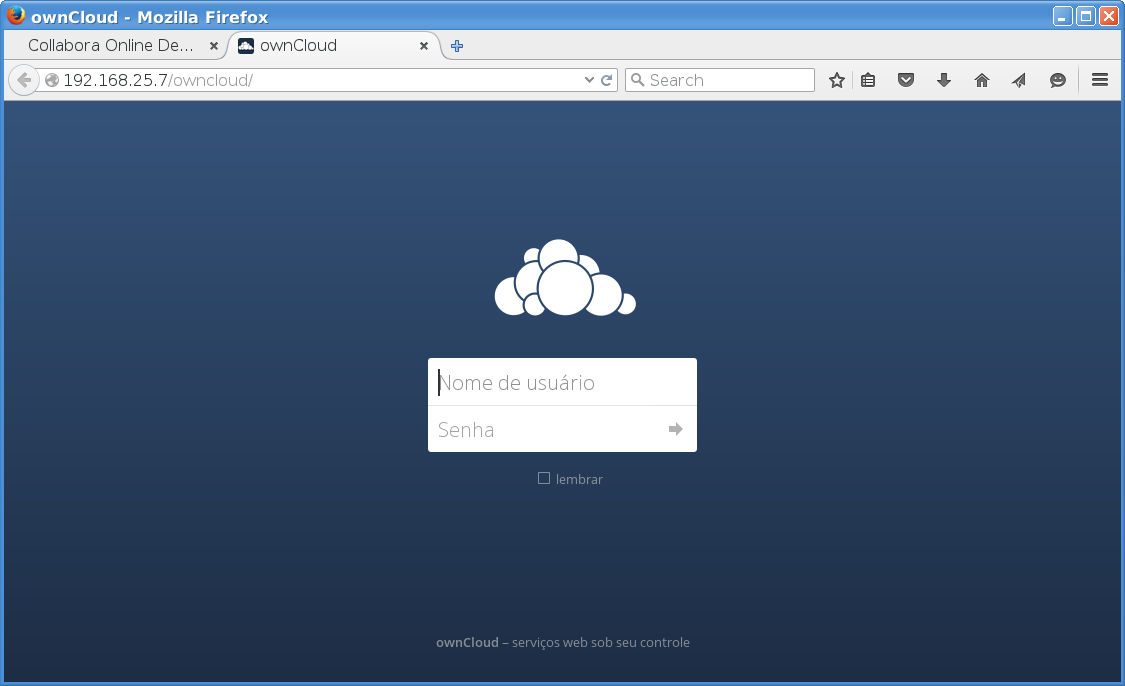 ownCloud - Mozilla Firefox
Collabora Online De... ownCloud
192.168.25.7/owncloud/ Search
Nome de usuário
Senha
lembrar
ownCloud – serviços web sob seu controle